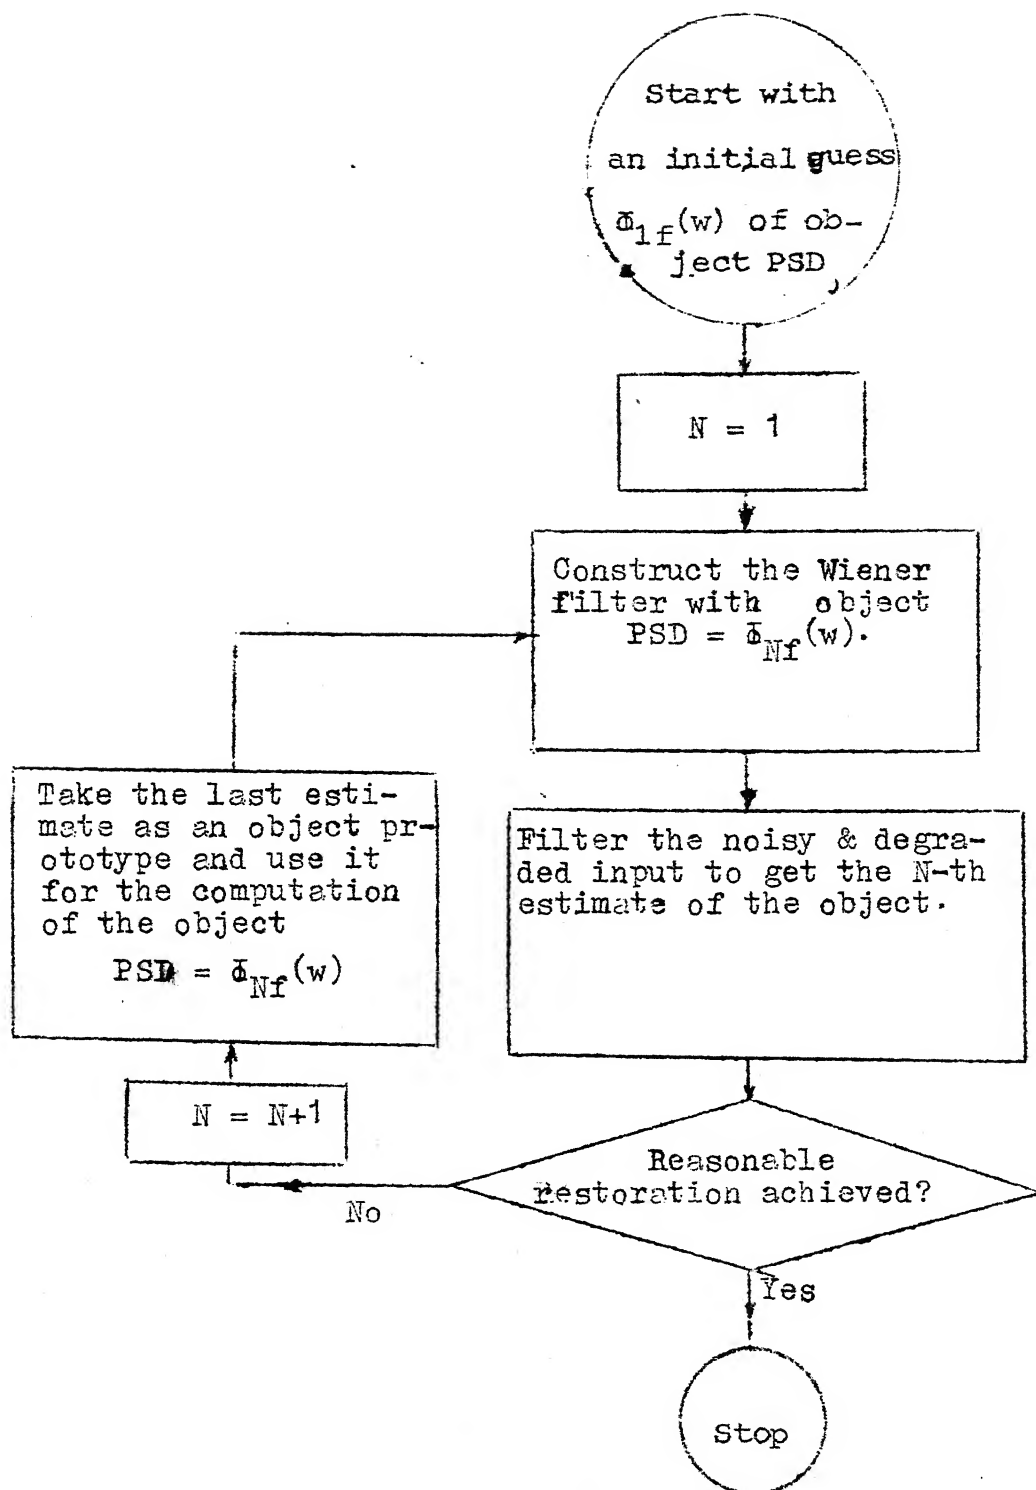 Start with
an initial guess
Φ₁f(w) of ob-
ject PSD
N = 1
Construct the Wiener
filter with object
PSD = Φ_Nf(w).
Filter the noisy & degra-
ded input to get the N-th
estimate of the object.
Reasonable
restoration achieved?
Yes
Stop
No
N = N+1
Take the last esti-
mate as an object pr-
ototype and use it
for the computation
of the object
PSD = Φ_Nf(w)